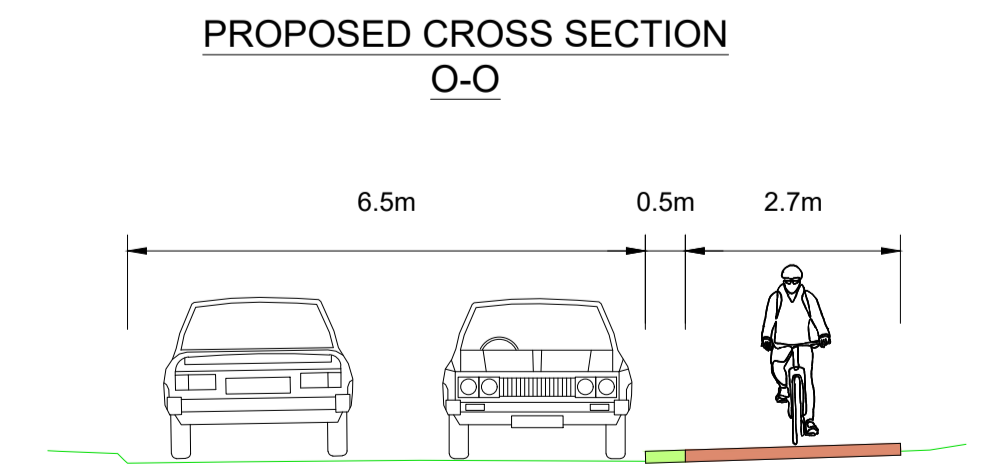 PROPOSED CROSS SECTION
O-O
6.5m 0.5m 2.7m